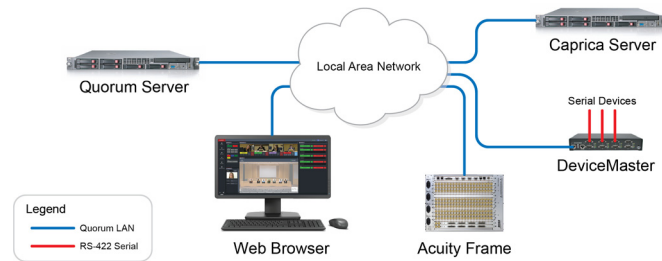 Caprica Server
Local Area Network
Quorum Server
Serial Devices
DeviceMaster
Legend
Quorum LAN
RS-422 Serial
Web Browser
Acuity Frame